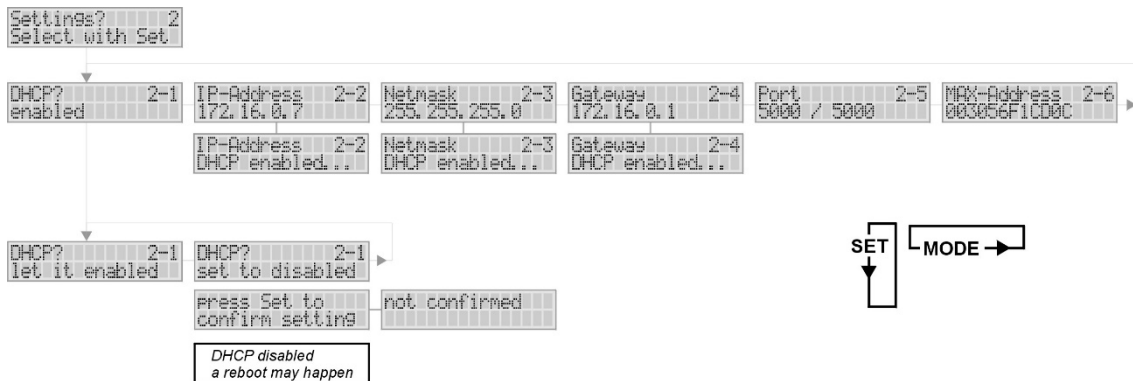 Settings? 2
Select with Set
DHCP? 2-1
enabled
IP-Address 2-2
172.16.0.7
Netmask 2-3
255.255.255.0
Gateway 2-4
172.16.0.1
Port 2-5
5000 / 5000
MAX-Address 2-6
003056F1CD0C
IP-Address 2-2
DHCP enabled...
Netmask 2-3
DHCP enabled...
Gateway 2-4
DHCP enabled...
DHCP? 2-1
let it enabled
DHCP? 2-1
set to disabled
SET
MODE
press Set to
confirm setting
not confirmed
DHCP disabled
a reboot may happen